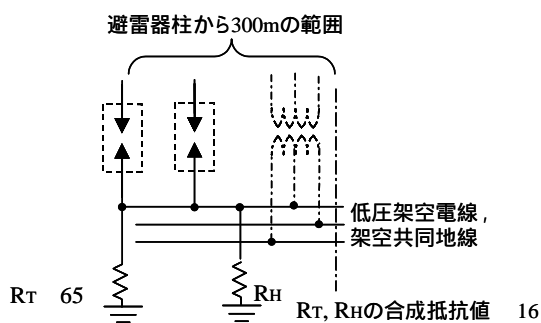 避雷器柱から300mの範囲
低圧架空電線,
架空共同地線
RT 65
RH
RT, RHの合成抵抗値 16